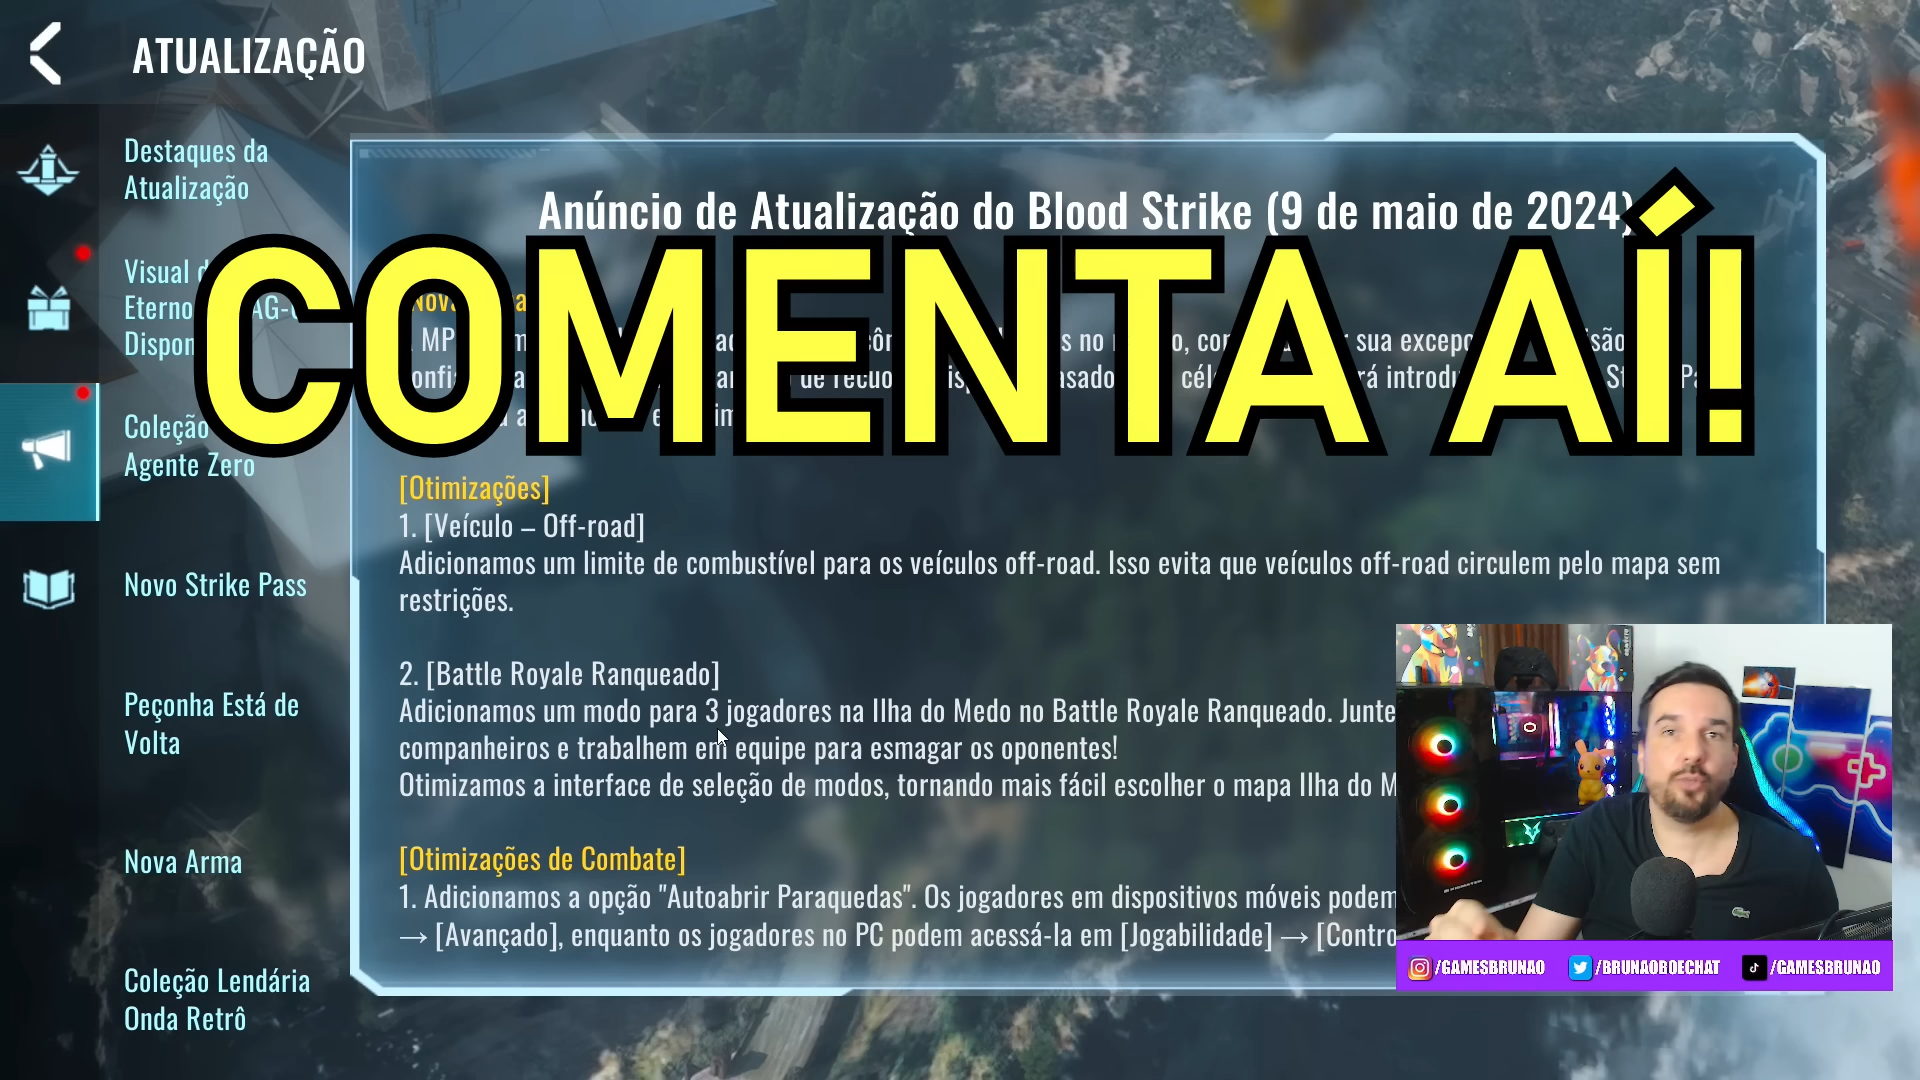 ATUALIZAÇÃO
Destaques da
Atualização
Visual
Eterno
Coleção
Agente Zero
Novo Strike Pass
Peçonha Está de
Volta
Nova Arma
Coleção Lendária
Onda Retrô
Anúncio de Atualização do Blood Strike (9 de maio de 2024)
COMENTA AÍ!
MP
s no
sua
de recuo
[Otimizações]
1. [Veículo – Off-road]
Adicionamos um limite de combustível para os veículos off-road. Isso evita que veículos off-road circulem pelo mapa sem
restrições.
2. [Battle Royale Ranqueado]
Adicionamos um modo para 3 jogadores na Ilha do Medo no Battle Royale Ranqueado. Junte
companheiros e trabalhem em equipe para esmagar os oponentes!
Otimizamos a interface de seleção de modos, tornando mais fácil escolher o mapa Ilha do M
[Otimizações de Combate]
1. Adicionamos a opção "Autoabrir Paraquedas". Os jogadores em dispositivos móveis podem
→ [Avançado], enquanto os jogadores no PC podem acessá-la em [Jogabilidade] → [Contro
/GAMESBRUNAO /BRUNAOBOECHAT /GAMESBRUNAO